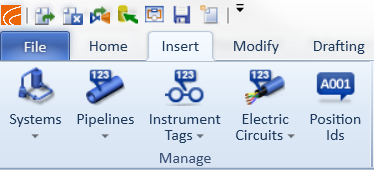 File Home Insert Modify Drafting
123 123 123 A001
Systems Pipelines Instrument Electric Position
Tags Circuits Ids
Manage